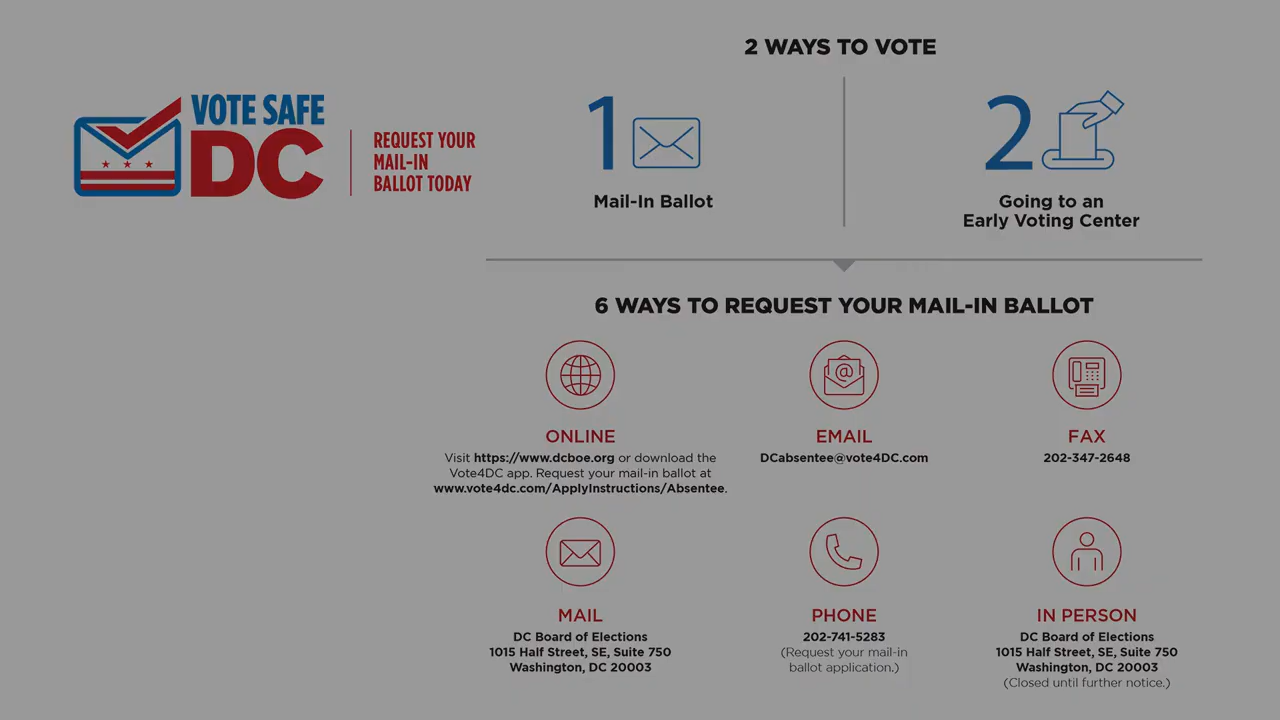 VOTE SAFE
DC
REQUEST YOUR
MAIL-IN
BALLOT TODAY
2 WAYS TO VOTE
1
Mail-In Ballot
2
Going to an
Early Voting Center
6 WAYS TO REQUEST YOUR MAIL-IN BALLOT
ONLINE
Visit https://www.dcboe.org or download the
Vote4DC app. Request your mail-in ballot at
www.vote4dc.com/ApplyInstructions/Absentee.
@
EMAIL
DCabsentee@vote4DC.com
FAX
202-347-2648
MAIL
DC Board of Elections
1015 Half Street, SE, Suite 750
Washington, DC 20003
PHONE
202-741-5283
(Request your mail-in
ballot application.)
IN PERSON
DC Board of Elections
1015 Half Street, SE, Suite 750
Washington, DC 20003
(Closed until further notice.)